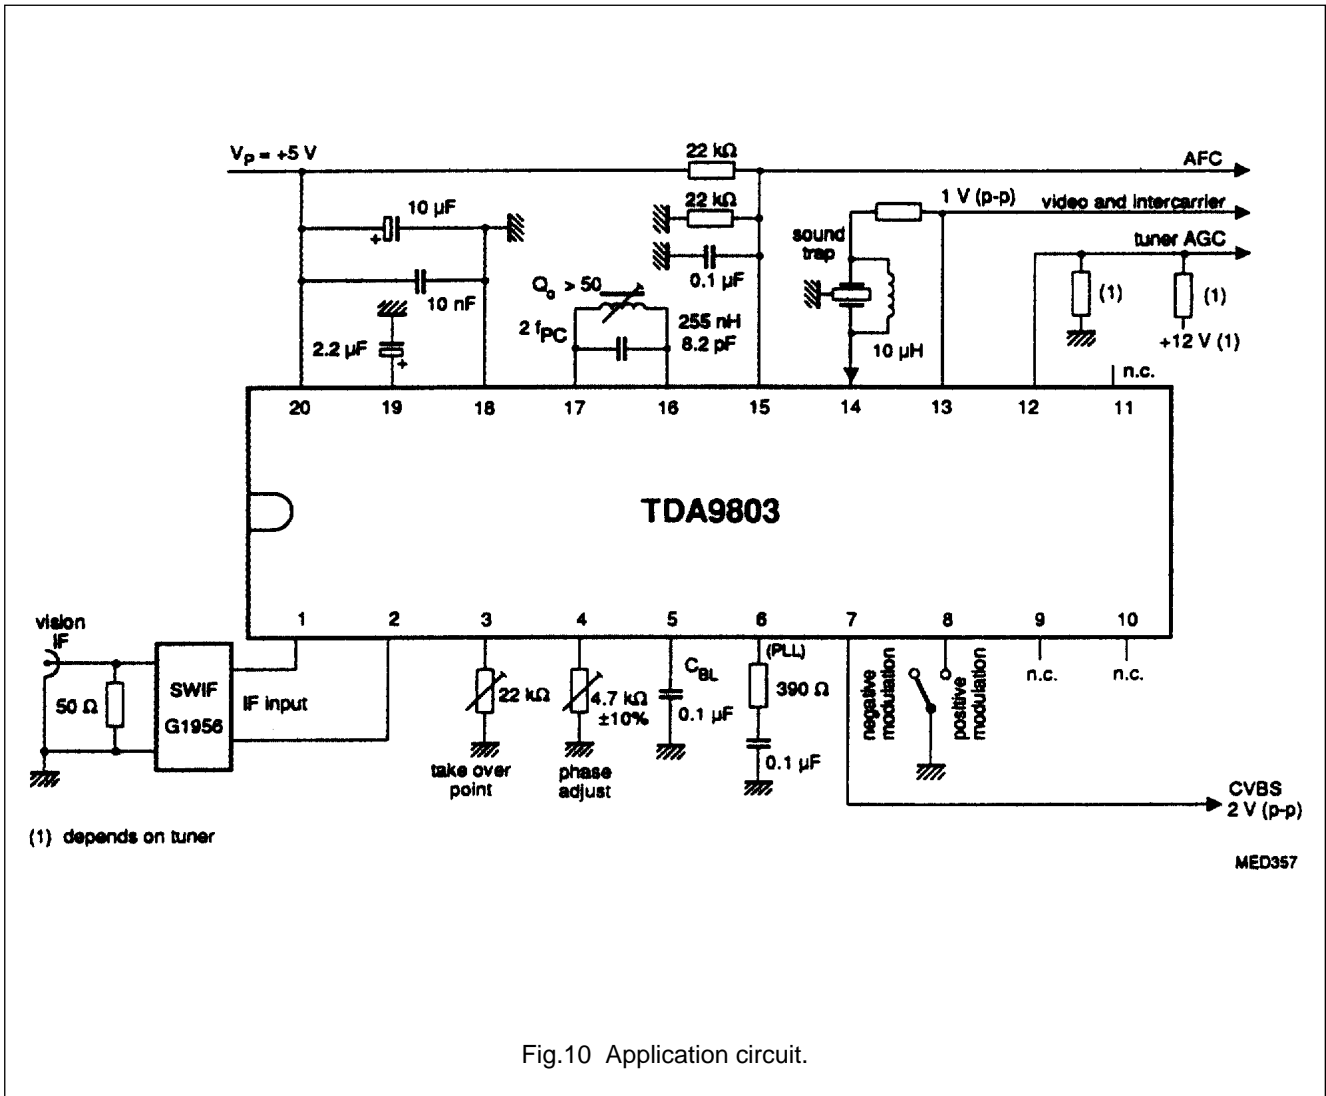 V_P = +5 V
22 kΩ
AFC
10 µF
+
22 kΩ
1 V (p-p)
video and intercarrier
sound
trap
tuner AGC
10 nF
0.1 µF
Q_o > 50
2 f_PC
255 nH
8.2 pF
2.2 µF
+
10 µH
(1)
(1)
+12 V (1)
n.c.
20
19
18
17
16
15
14
13
12
11
TDA9803
1
2
3
4
5
6
7
8
9
10
vision
IF
50 Ω
SWIF
G1956
IF input
22 kΩ
take over
point
4.7 kΩ
±10%
phase
adjust
C_BL
0.1 µF
(PLL)
390 Ω
0.1 µF
negative
modulation
positive
modulation
n.c.
n.c.
CVBS
2 V (p-p)
(1) depends on tuner
MED357
Fig.10 Application circuit.